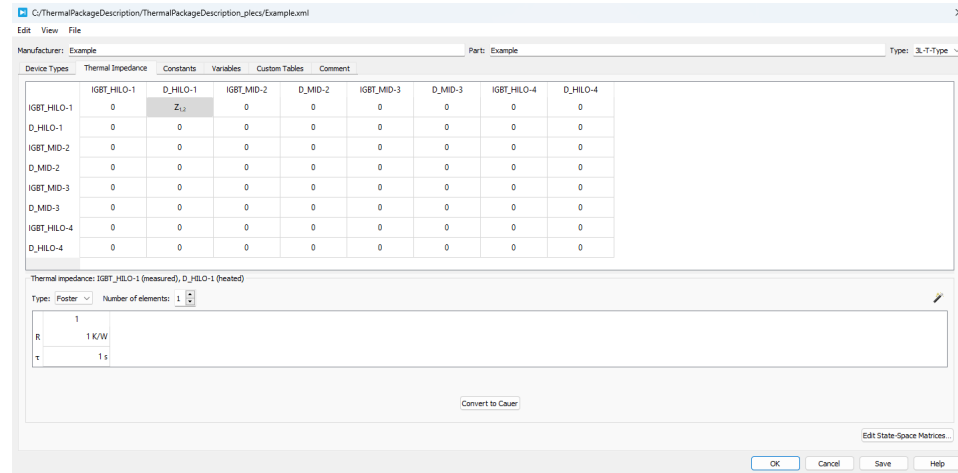 C:/ThermalPackageDescription/ThermalPackageDescription_plecs/Example.xml
Edit View File
Manufacturer: Example Part: Example Type: 3L-T-Type
Device Types Thermal Impedance Constants Variables Custom Tables Comment
IGBT_HILO-1 D_HILO-1 IGBT_MID-2 D_MID-2 IGBT_MID-3 D_MID-3 IGBT_HILO-4 D_HILO-4
IGBT_HILO-1 0 Z1,2 0 0 0 0 0 0
D_HILO-1 0 0 0 0 0 0 0 0
IGBT_MID-2 0 0 0 0 0 0 0 0
D_MID-2 0 0 0 0 0 0 0 0
IGBT_MID-3 0 0 0 0 0 0 0 0
D_MID-3 0 0 0 0 0 0 0 0
IGBT_HILO-4 0 0 0 0 0 0 0 0
D_HILO-4 0 0 0 0 0 0 0 0
Thermal impedance: IGBT_HILO-1 (measured), D_HILO-1 (heated)
Type: Foster Number of elements: 1
1
R 1 K/W
τ 1 s
Convert to Cauer
Edit State-Space Matrices...
OK Cancel Save Help